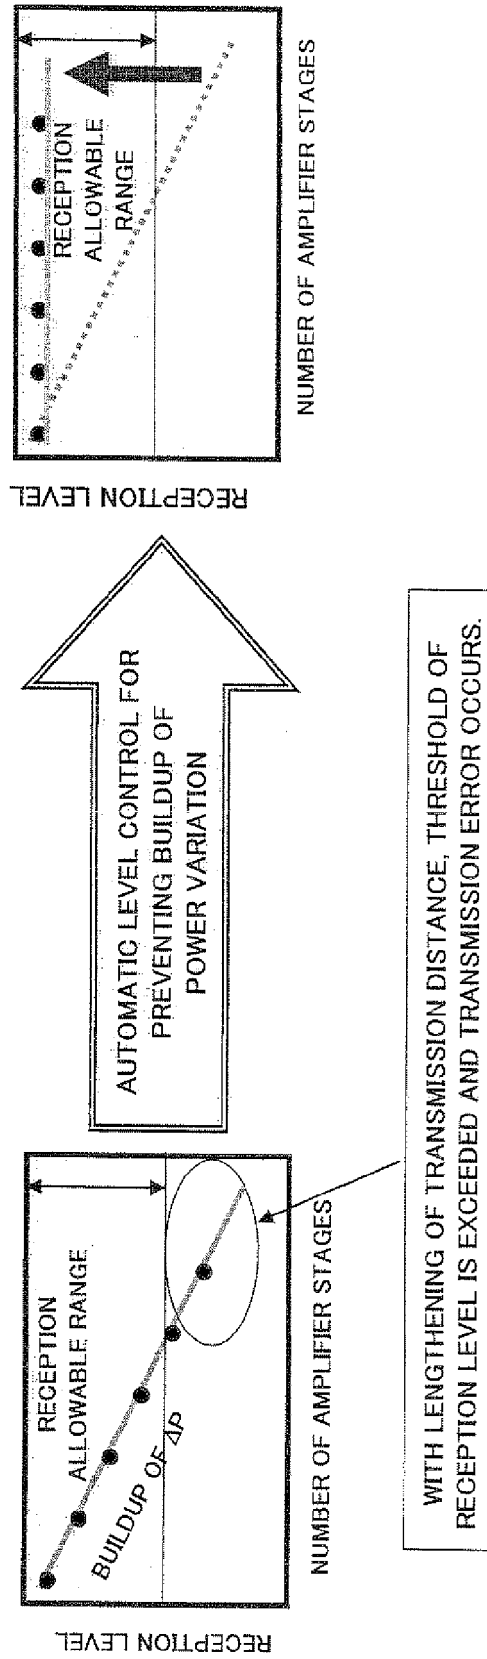 RECEPTION LEVEL
RECEPTION
ALLOWABLE RANGE
BUILDUP OF ΔP
NUMBER OF AMPLIFIER STAGES
AUTOMATIC LEVEL CONTROL FOR
PREVENTING BUILDUP OF
POWER VARIATION
RECEPTION LEVEL
RECEPTION
ALLOWABLE
RANGE
NUMBER OF AMPLIFIER STAGES
WITH LENGTHENING OF TRANSMISSION DISTANCE, THRESHOLD OF
RECEPTION LEVEL IS EXCEEDED AND TRANSMISSION ERROR OCCURS.